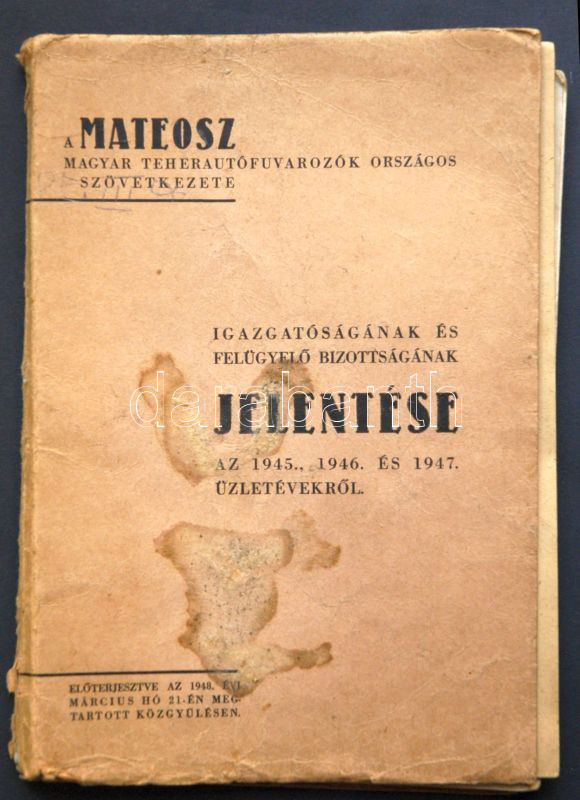 A MATEOSZ
MAGYAR TEHERAUTÓFUVAROZÓK ORSZÁGOS
SZÖVETKEZETE
IGAZGATÓSÁGÁNAK ÉS
FELÜGYELŐ BIZOTTSÁGÁNAK
JELENTÉSE
darabanth
AZ 1945., 1946. ÉS 1947.
ÜZLETÉVEKRŐL.
ELŐTERJESZTVE AZ 1948. ÉVI
MÁRCIUS HÓ 21-ÉN MEG-
TARTOTT KÖZGYŰLÉSEN.